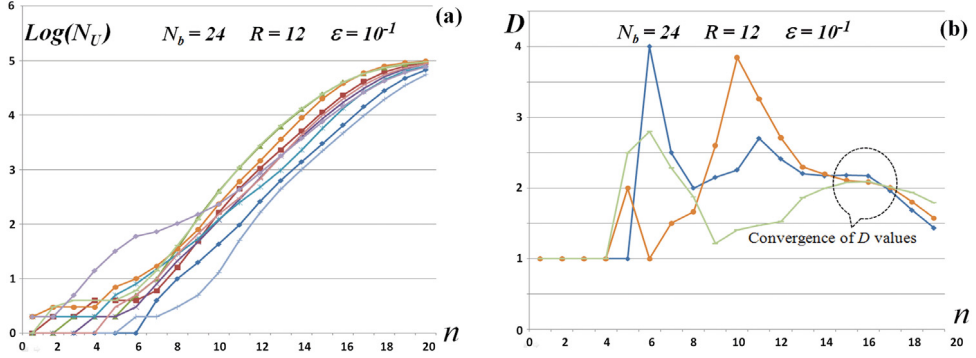 6
(a)
Log(N_U) N_b = 24 R = 12 ε = 10^-1
5
4
3
2
1
0
0 2 4 6 8 10 12 14 16 18 20
n
D N_b = 24 R = 12 ε = 10^-1 (b)
4
3
2
1
0
Convergence of D values
0 2 4 6 8 10 12 14 16 18 20
n